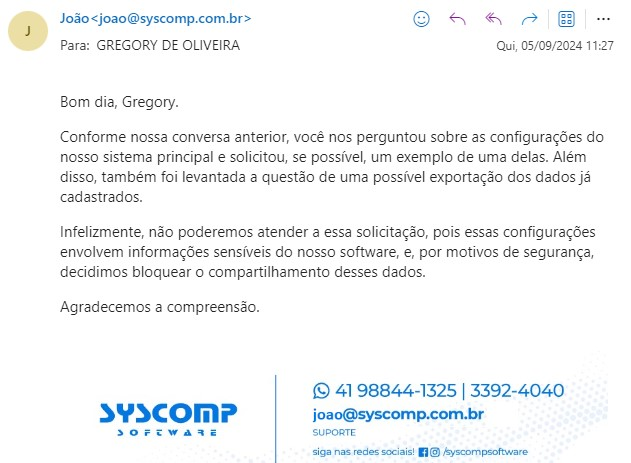 João<joao@syscomp.com.br>
J
Para: GREGORY DE OLIVEIRA
Qui, 05/09/2024 11:27
Bom dia, Gregory.
Conforme nossa conversa anterior, você nos perguntou sobre as configurações do
nosso sistema principal e solicitou, se possível, um exemplo de uma delas. Além
disso, também foi levantada a questão de uma possível exportação dos dados já
cadastrados.
Infelizmente, não poderemos atender a essa solicitação, pois essas configurações
envolvem informações sensíveis do nosso software, e, por motivos de segurança,
decidimos bloquear o compartilhamento desses dados.
Agradecemos a compreensão.
SYSCOMP
SOFTWARE
41 98844-1325 | 3392-4040
joao@syscomp.com.br
SUPORTE
siga nas redes sociais! /syscompsoftware